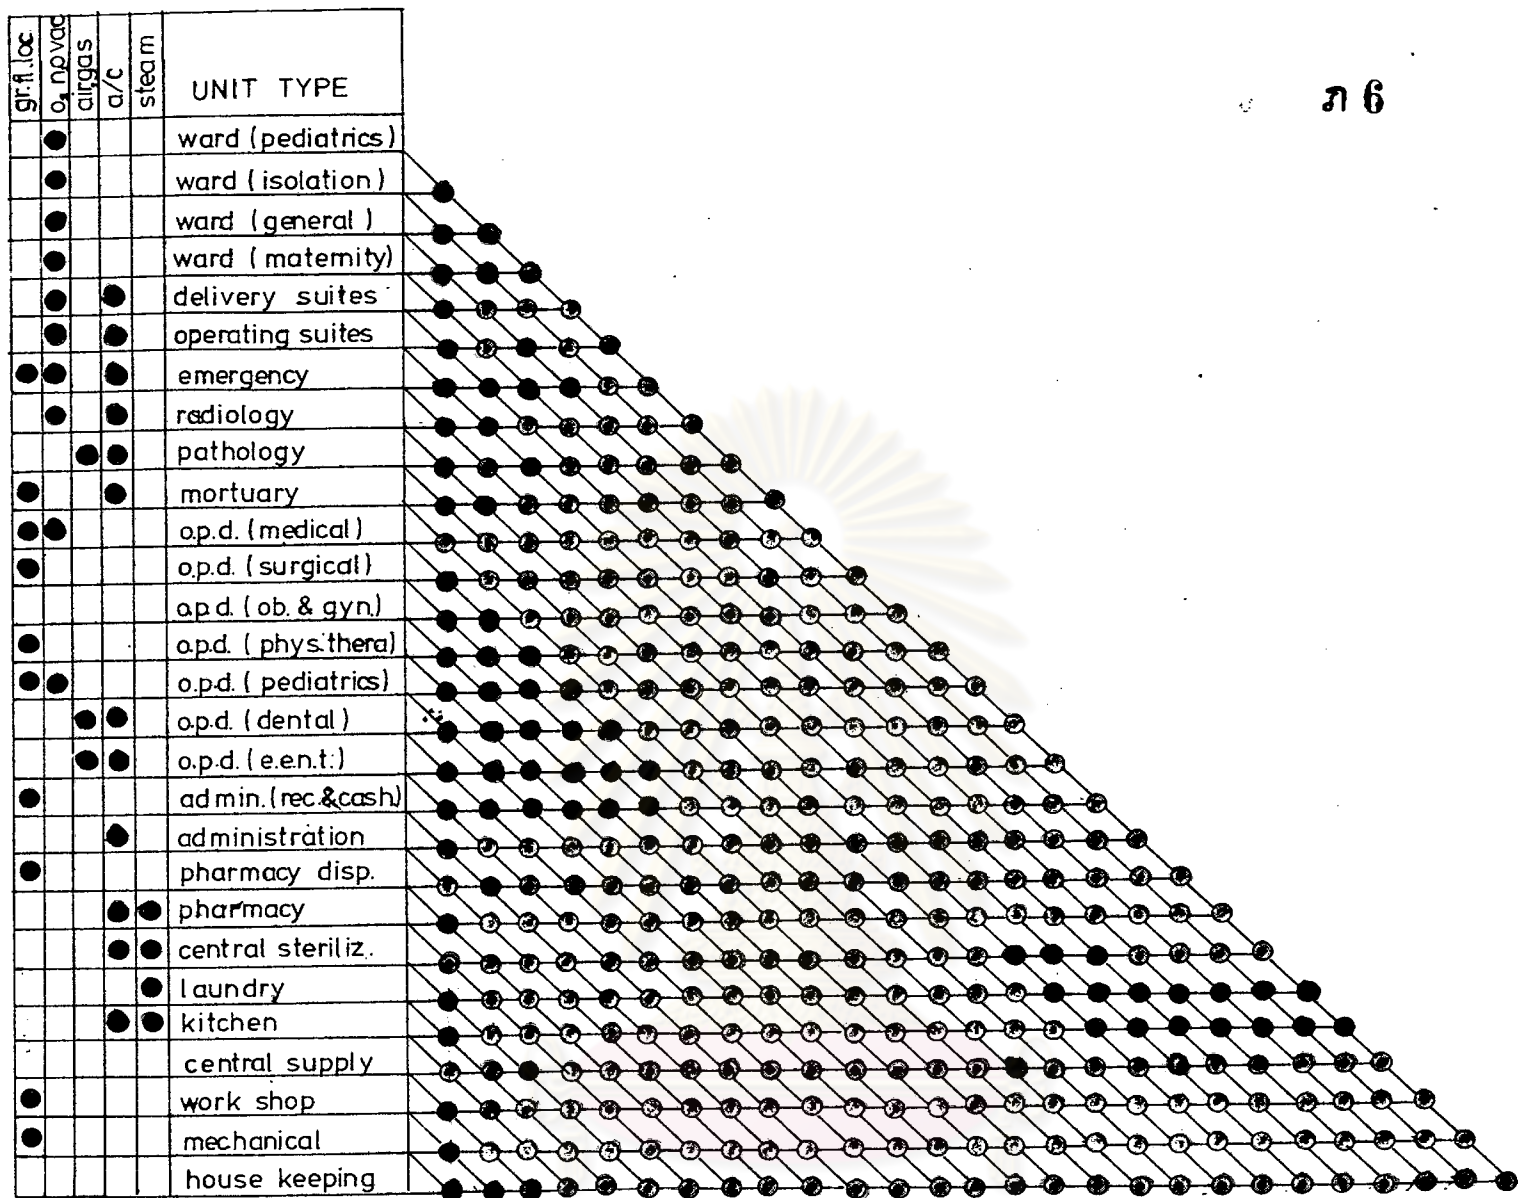 gr.fl.loc
o₂ no vac
air,gas
a/c
steam
UNIT TYPE
ภ 6
ward (pediatrics)
ward (isolation)
ward (general)
ward (maternity)
delivery suites
operating suites
emergency
radiology
pathology
mortuary
o.p.d. (medical)
o.p.d. (surgical)
o.p.d. (ob. & gyn.)
o.p.d. (phys. thera)
o.p.d. (pediatrics)
o.p.d. (dental)
o.p.d. (e.e.n.t.)
admin. (rec.&cash)
administration
pharmacy disp.
pharmacy
central steriliz.
laundry
kitchen
central supply
work shop
mechanical
house keeping